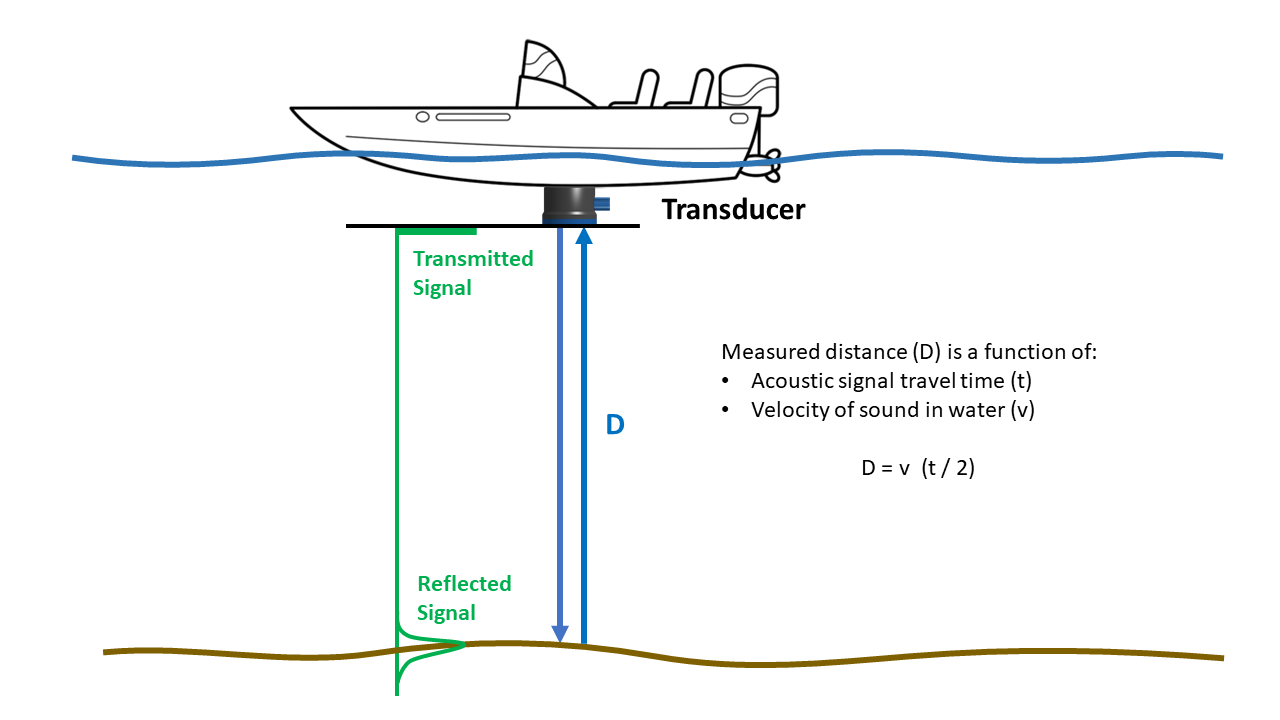 Transducer
Transmitted
Signal
Measured distance (D) is a function of:
• Acoustic signal travel time (t)
• Velocity of sound in water (v)
D
D = v (t / 2)
Reflected
Signal